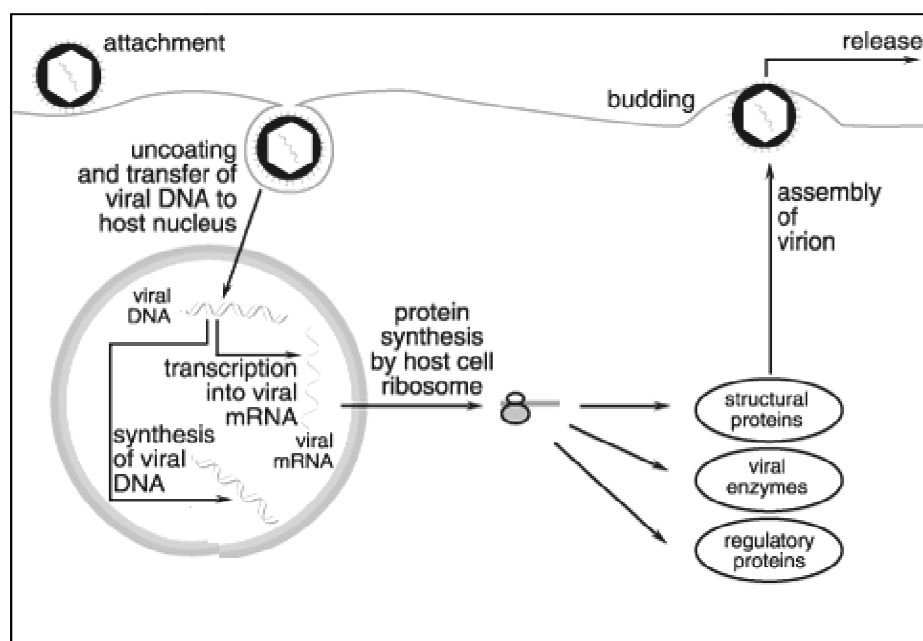 attachment
release
budding
uncoating
and transfer of
viral DNA to
host nucleus
assembly
of
virion
viral
DNA
protein
synthesis
by host cell
ribosome
transcription
into viral
mRNA
viral
mRNA
synthesis
of viral
DNA
structural
proteins
viral
enzymes
regulatory
proteins